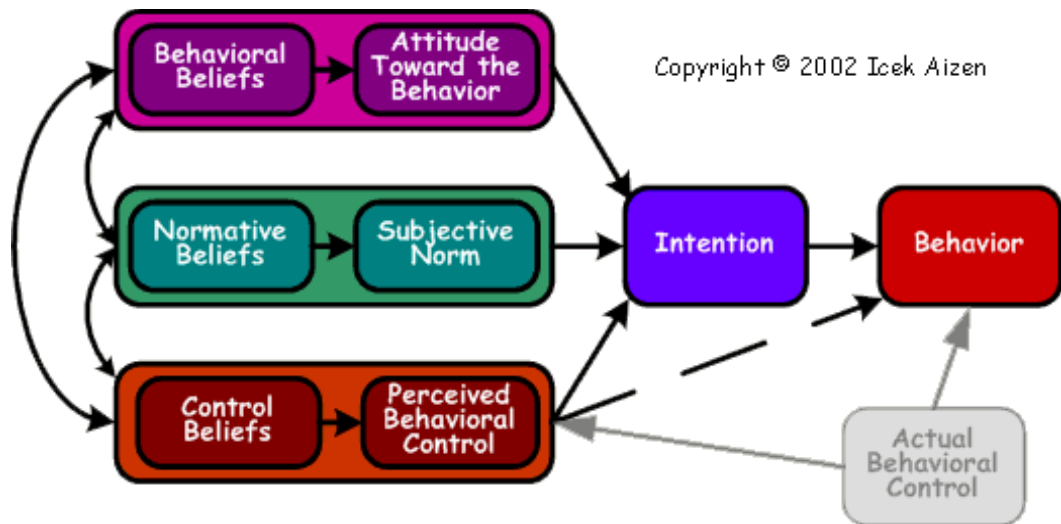 Behavioral
Beliefs
Attitude
Toward the
Behavior
Copyright © 2002 Icek Aizen
Normative
Beliefs
Subjective
Norm
Intention
Behavior
Control
Beliefs
Perceived
Behavioral
Control
Actual
Behavioral
Control